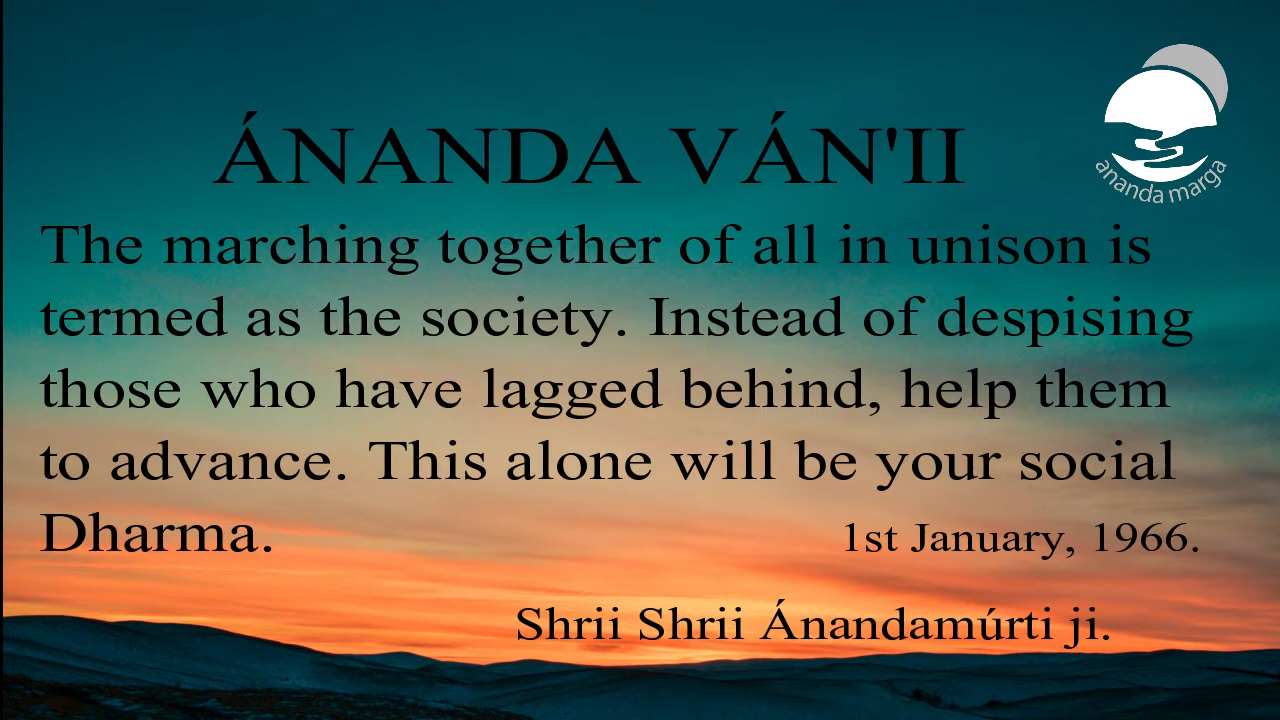 ÁNANDA VÁN'II
ananda marga
The marching together of all in unison is
termed as the society. Instead of despising
those who have lagged behind, help them
to advance. This alone will be your social
Dharma.
1st January, 1966.
Shrii Shrii Ánandamúrti ji.